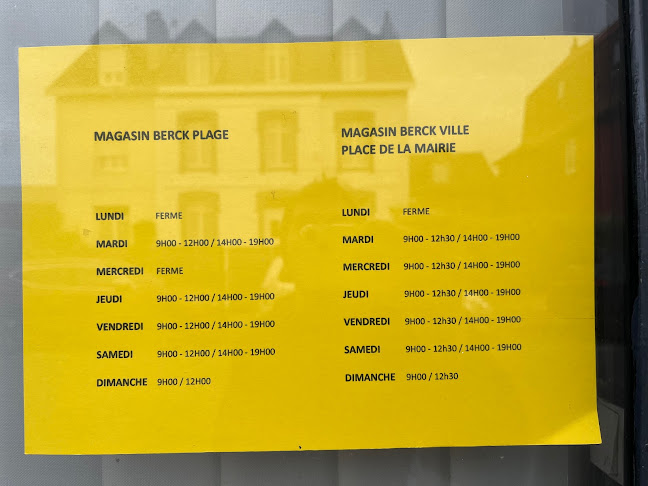 MAGASIN BERCK PLAGE
LUNDI FERME
MARDI 9H00 - 12H00 / 14H00 - 19H00
MERCREDI FERME
JEUDI 9H00 - 12H00 / 14H00 - 19H00
VENDREDI 9H00 - 12H00 / 14H00 - 19H00
SAMEDI 9H00 - 12H00 / 14H00 - 19H00
DIMANCHE 9H00 / 12H00
MAGASIN BERCK VILLE
PLACE DE LA MAIRIE
LUNDI FERME
MARDI 9H00 - 12h30 / 14H00 - 19H00
MERCREDI 9H00 - 12h30 / 14H00 - 19H00
JEUDI 9H00 - 12h30 / 14H00 - 19H00
VENDREDI 9H00 - 12h30 / 14H00 - 19H00
SAMEDI 9H00 - 12h30 / 14H00 - 19H00
DIMANCHE 9H00 / 12h30